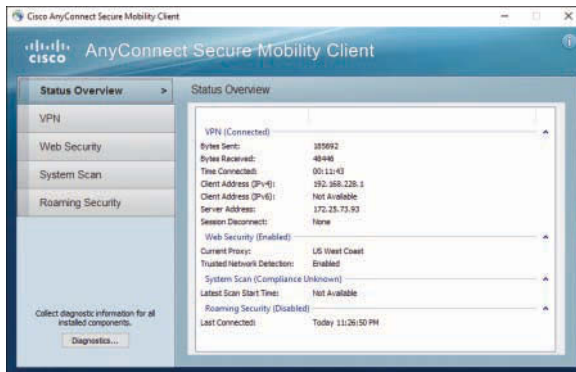 Cisco AnyConnect Secure Mobility Client
CISCO AnyConnect Secure Mobility Client
Status Overview >
VPN
Web Security
System Scan
Roaming Security
Collect diagnostic information for all
installed components.
Diagnostics...
Status Overview
VPN (Connected)
Bytes Sent: 185692
Bytes Received: 48446
Time Connected: 00:11:43
Client Address (IPv4): 192.168.228.1
Client Address (IPv6): Not Available
Server Address: 172.25.73.93
Session Disconnect: None
Web Security (Enabled)
Current Proxy: US West Coast
Trusted Network Detection: Enabled
System Scan (Compliance Unknown)
Latest Scan Start Time: Not Available
Roaming Security (Disabled)
Last Connected: Today 11:26:50 PM